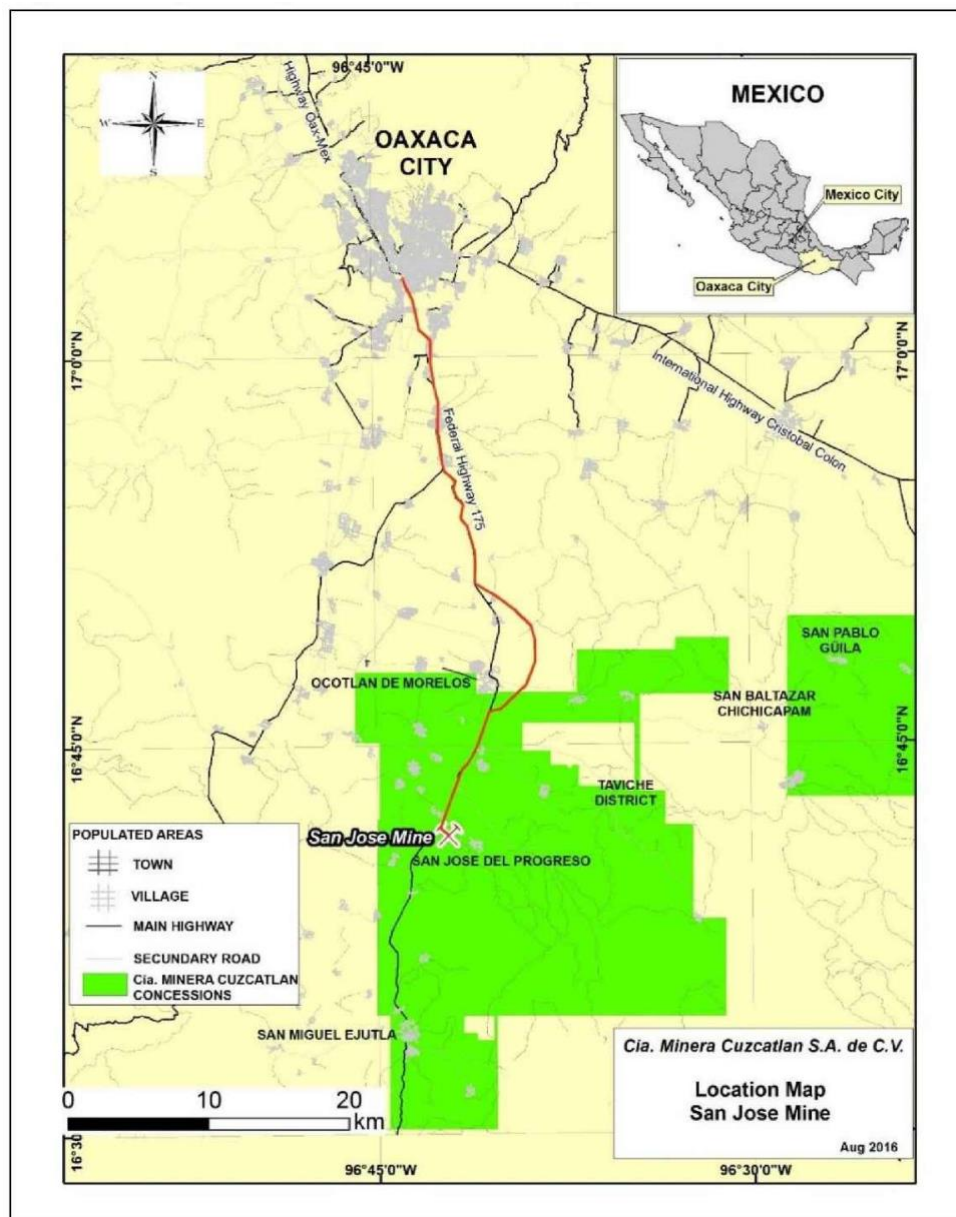 96°45'0"W
N
W
E
S
Highway Oax-Mex
OAXACA
CITY
MEXICO
Mexico City
Oaxaca City
17°0'0"N
17°0'0"N
International Highway Cristobal Colon
Federal Highway 175
SAN PABLO
GÜILA
OCOTLAN DE MORELOS
SAN BALTAZAR
CHICHICAPAM
16°45'0"N
16°45'0"N
TAVICHE
DISTRICT
San Jose Mine
SAN JOSE DEL PROGRESO
POPULATED AREAS
TOWN
VILLAGE
MAIN HIGHWAY
SECUNDARY ROAD
Cía. MINERA CUZCATLAN
CONCESSIONS
SAN MIGUEL EJUTLA
Cia. Minera Cuzcatlan S.A. de C.V.
Location Map
San Jose Mine
Aug 2016
0 10 20
km
16°30
96°45'0"W
96°30'0"W